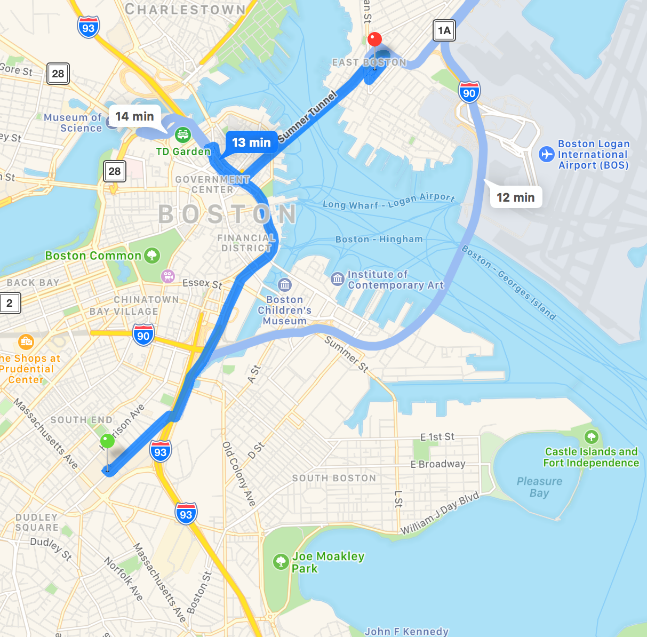 CHARLESTOWN
93
28
1A
EAST BOSTON
90
Museum of
Science
14 min
TD Garden
13 min
Sumner Tunnel
Boston Logan
International
Airport (BOS)
28
GOVERNMENT
CENTER
12 min
Long Wharf - Logan Airport
BOSTON
FINANCIAL
DISTRICT
Boston - Hingham
Boston Common
Boston - Georges Island
BACK BAY
Essex St
Institute of
Contemporary Art
Boston
Children's
Museum
2
CHINATOWN
BAY VILLAGE
90
he Shops at
Prudential
Center
Summer St
A St
SOUTH END
rison Ave
Massachusetts Ave
93
Old Colony Ave
D St
E 1st St
E Broadway
Castle Islands and
Fort Independence
SOUTH BOSTON
L St
Pleasure
Bay
93
William J Day Blvd
DUDLEY
SQUARE
Dudley St
Norfolk Ave
Massachusetts Ave
Boston St
Joe Moakley
Park
John F Kennedy